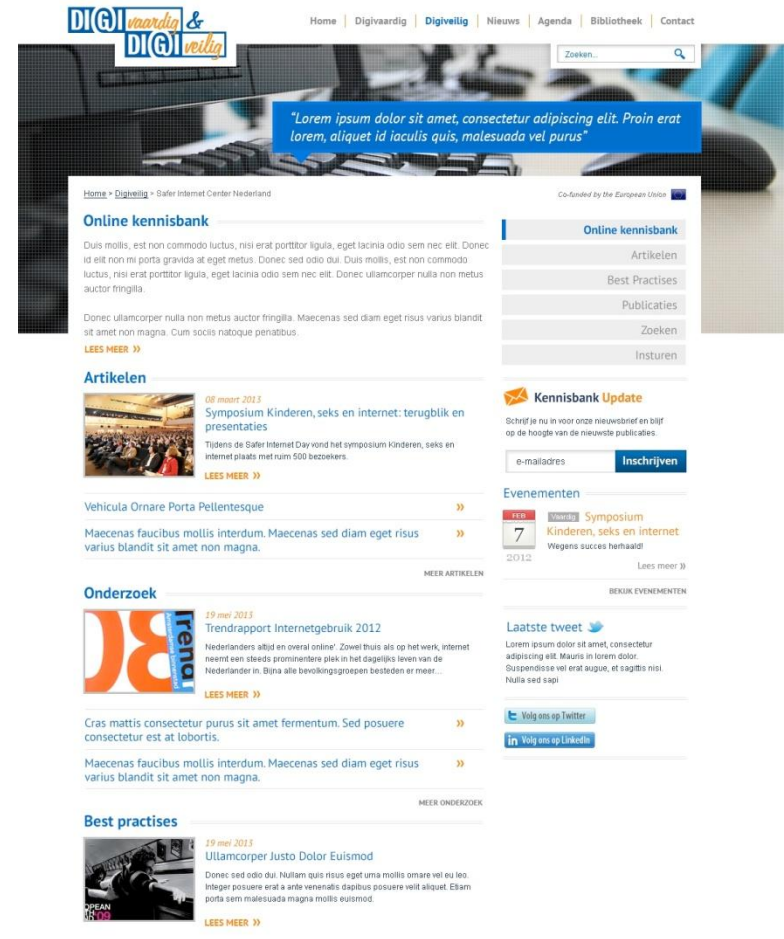 DIGI vaardig &
DIGI veilig
Home
Digivaardig
Digiveilig
Nieuws
Agenda
Bibliotheek
Contact
Zoeken...
"Lorem ipsum dolor sit amet, consectetur adipiscing elit. Proin erat
lorem, aliquet id iaculis quis, malesuada vel purus"
Home > Digiveilig > Safer Internet Center Nederland
Co-funded by the European Union
Online kennisbank
Duis mollis, est non commodo luctus, nisi erat porttitor ligula, eget lacinia odio sem nec elit. Donec
id elit non mi porta gravida at eget metus. Donec sed odio dui. Duis mollis, est non commodo
luctus, nisi erat porttitor ligula, eget lacinia odio sem nec elit. Donec ullamcorper nulla non metus
auctor fringilla.
Donec ullamcorper nulla non metus auctor fringilla. Maecenas sed diam eget risus varius blandit
sit amet non magna. Cum sociis natoque penatibus.
LEES MEER »
Artikelen
08 maart 2013
Symposium Kinderen, seks en internet: terugblik en
presentaties
Tijdens de Safer Internet Day vond het symposium Kinderen, seks en
internet plaats met ruim 500 bezoekers.
LEES MEER »
Vehicula Ornare Porta Pellentesque »
Maecenas faucibus mollis interdum. Maecenas sed diam eget risus »
varius blandit sit amet non magna.
MEER ARTIKELEN
Onderzoek
Trend
19 mei 2013
Trendrapport Internetgebruik 2012
Nederlanders altijd en overal online'. Zowel thuis als op het werk, internet
neemt een steeds prominentere plek in het dagelijks leven van de
Nederlander in. Bijna alle bevolkingsgroepen besteden er meer...
LEES MEER »
Cras mattis consectetur purus sit amet fermentum. Sed posuere »
consectetur est at lobortis.
Maecenas faucibus mollis interdum. Maecenas sed diam eget risus »
varius blandit sit amet non magna.
MEER ONDERZOEK
Best practises
19 mei 2013
Ullamcorper Justo Dolor Euismod
Donec sed odio dui. Nullam quis risus eget urna mollis ornare vel eu leo.
Integer posuere erat a ante venenatis dapibus posuere velit aliquet. Etiam
porta sem malesuada magna mollis euismod.
LEES MEER »
Online kennisbank
Artikelen
Best Practises
Publicaties
Zoeken
Insturen
Kennisbank Update
Schrijf je nu in voor onze nieuwsbrief en blijf
op de hoogte van de nieuwste publicaties.
e-mailadres
Inschrijven
Evenementen
FEB
7
2012
Vaardig Symposium
Kinderen, seks en internet
Wegens succes herhaald!
Lees meer »
BEKIJK EVENEMENTEN
Laatste tweet
Lorem ipsum dolor sit amet, consectetur
adipiscing elit. Mauris in lorem dolor.
Suspendisse vel erat augue, et sagittis nisi.
Nulla sed sapi
Volg ons op Twitter
in Volg ons op LinkedIn